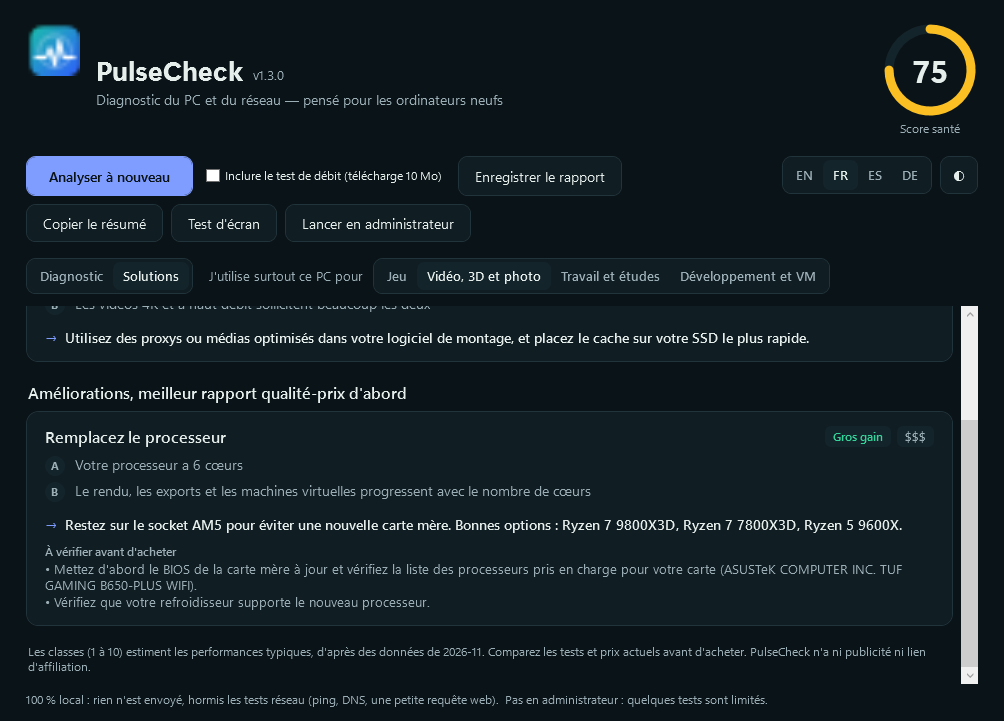 PulseCheck v1.3.0
Diagnostic du PC et du réseau — pensé pour les ordinateurs neufs
75
Score santé
Analyser à nouveau
Inclure le test de débit (télécharge 10 Mo)
Enregistrer le rapport
EN FR ES DE
Copier le résumé
Test d'écran
Lancer en administrateur
Diagnostic Solutions
J'utilise surtout ce PC pour
Jeu Vidéo, 3D et photo Travail et études Développement et VM
B Les vidéos 4K et à haut débit sollicitent beaucoup les deux
→ Utilisez des proxys ou médias optimisés dans votre logiciel de montage, et placez le cache sur votre SSD le plus rapide.
Améliorations, meilleur rapport qualité-prix d'abord
Remplacez le processeur
Gros gain $$$
A Votre processeur a 6 cœurs
B Le rendu, les exports et les machines virtuelles progressent avec le nombre de cœurs
→ Restez sur le socket AM5 pour éviter une nouvelle carte mère. Bonnes options : Ryzen 7 9800X3D, Ryzen 7 7800X3D, Ryzen 5 9600X.
À vérifier avant d'acheter
• Mettez d'abord le BIOS de la carte mère à jour et vérifiez la liste des processeurs pris en charge pour votre carte (ASUSTeK COMPUTER INC. TUF
GAMING B650-PLUS WIFI).
• Vérifiez que votre refroidisseur supporte le nouveau processeur.
Les classes (1 à 10) estiment les performances typiques, d'après des données de 2026-11. Comparez les tests et prix actuels avant d'acheter. PulseCheck n'a ni publicité ni lien
d'affiliation.
100 % local : rien n'est envoyé, hormis les tests réseau (ping, DNS, une petite requête web). Pas en administrateur : quelques tests sont limités.